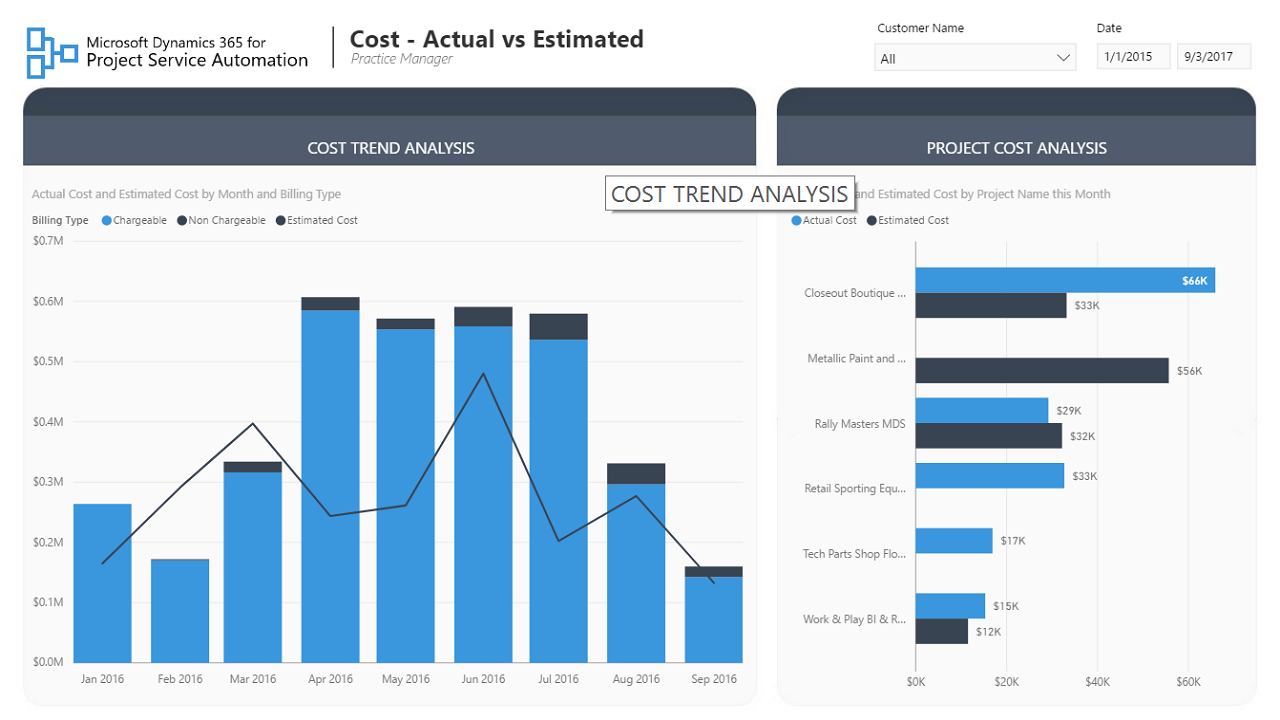 Microsoft Dynamics 365 for
Project Service Automation
Cost - Actual vs Estimated
Practice Manager
Customer Name
All
Date
1/1/2015
9/3/2017
COST TREND ANALYSIS
Actual Cost and Estimated Cost by Month and Billing Type
Billing Type Chargeable Non Chargeable Estimated Cost
$0.7M
$0.6M
$0.5M
$0.4M
$0.3M
$0.2M
$0.1M
$0.0M
Jan 2016 Feb 2016 Mar 2016 Apr 2016 May 2016 Jun 2016 Jul 2016 Aug 2016 Sep 2016
COST TREND ANALYSIS
PROJECT COST ANALYSIS
and Estimated Cost by Project Name this Month
Actual Cost Estimated Cost
Closeout Boutique ...
$66K
$33K
Metallic Paint and ...
$56K
Rally Masters MDS
$29K
$32K
Retail Sporting Equ...
$33K
Tech Parts Shop Flo...
$17K
Work & Play BI & R...
$15K
$12K
$0K $20K $40K $60K